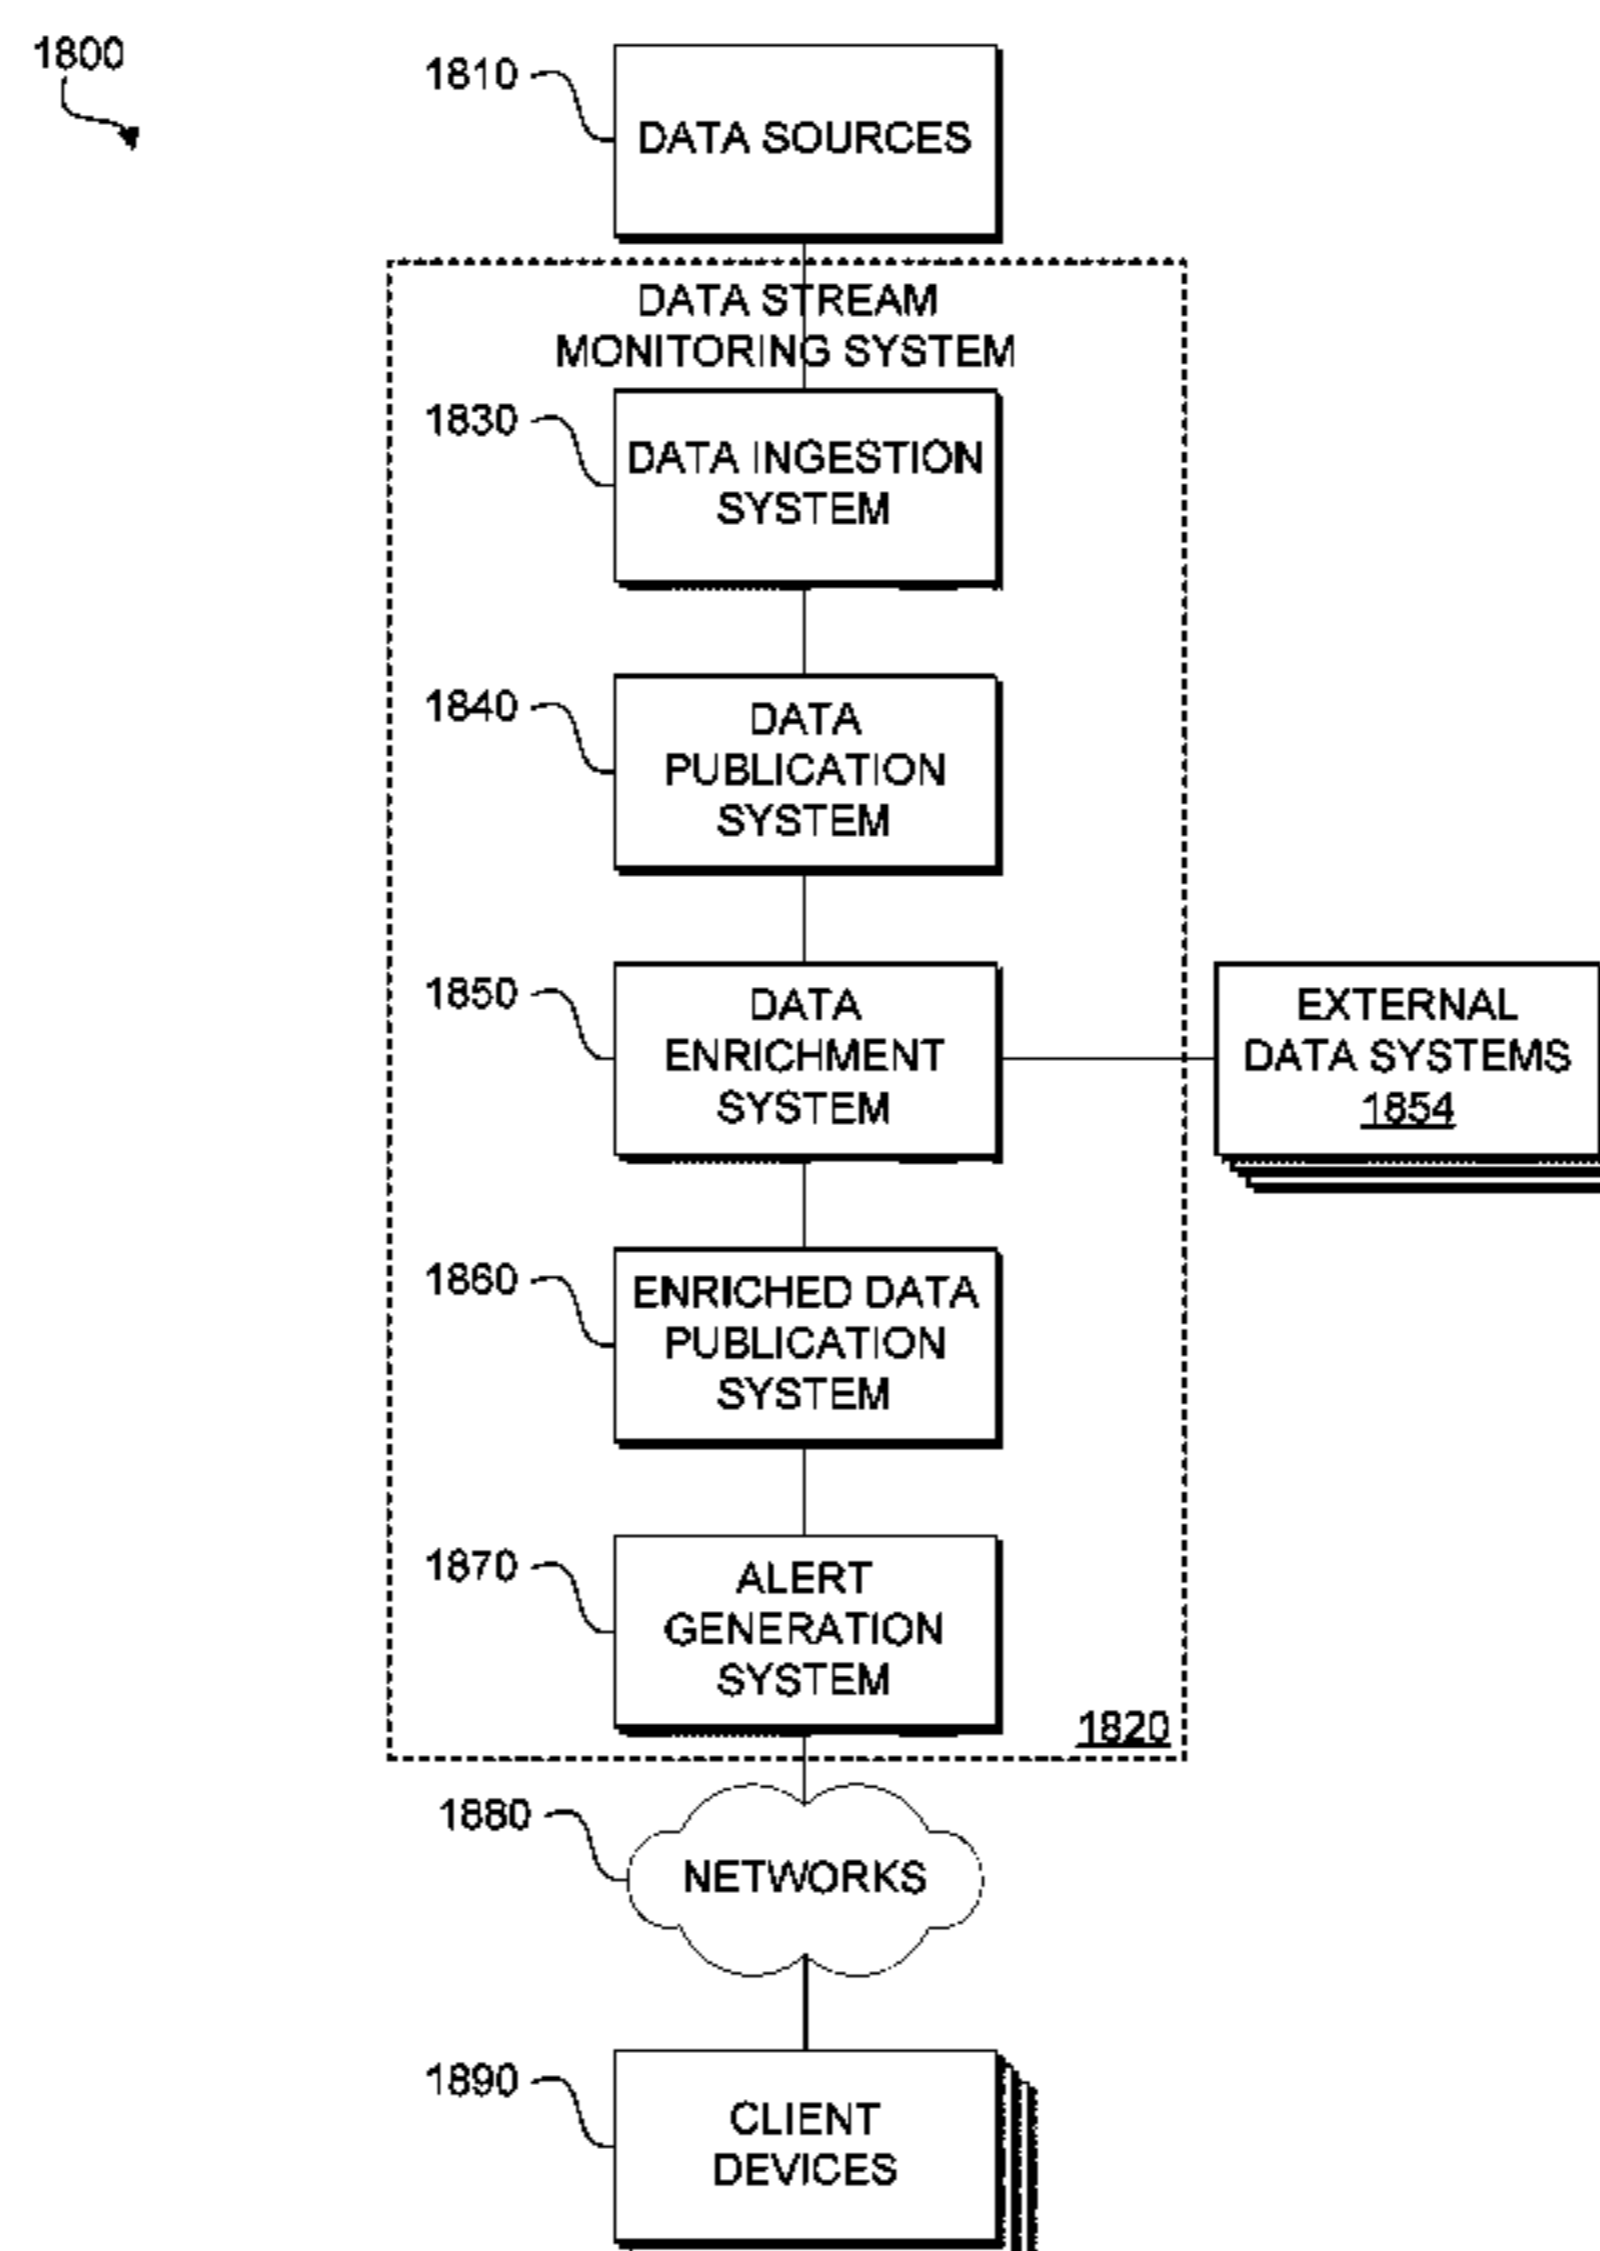 1800
1810
DATA SOURCES
DATA STREAM
MONITORING SYSTEM
1830
DATA INGESTION
SYSTEM
1840
DATA
PUBLICATION
SYSTEM
1850
DATA
ENRICHMENT
SYSTEM
EXTERNAL
DATA SYSTEMS
1854
1860
ENRICHED DATA
PUBLICATION
SYSTEM
1870
ALERT
GENERATION
SYSTEM
1820
1880
NETWORKS
1890
CLIENT
DEVICES